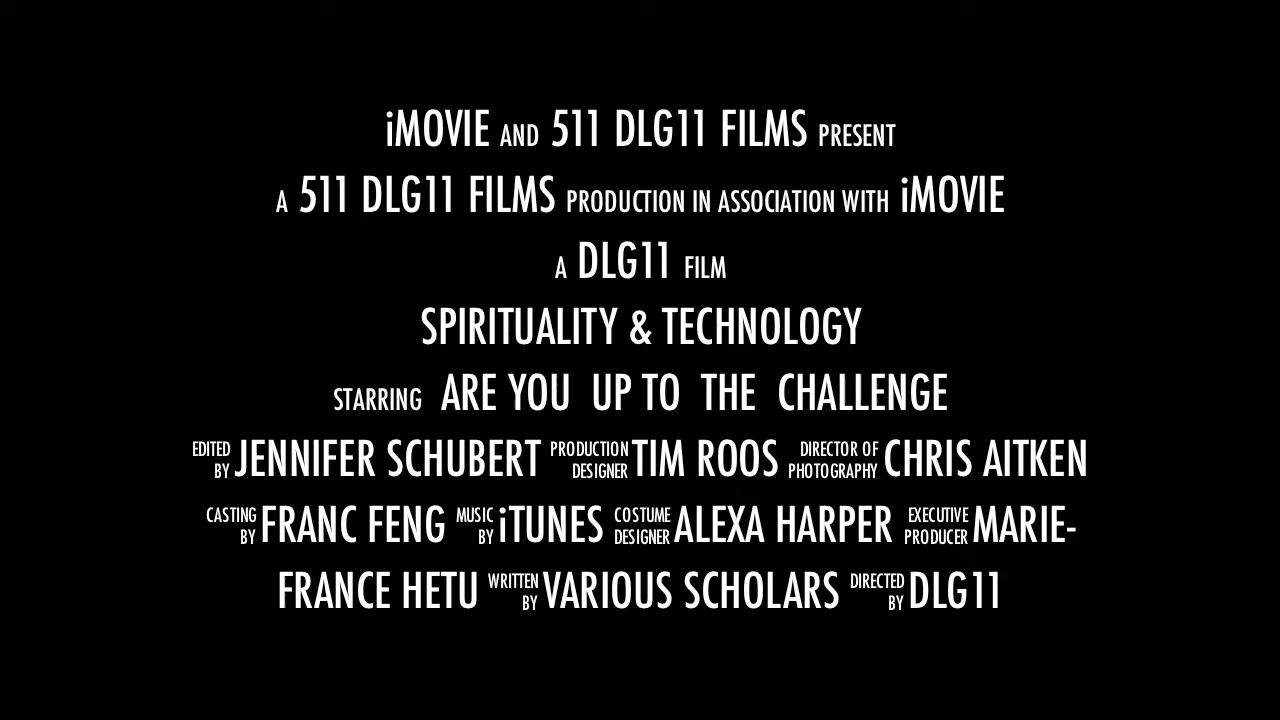 iMOVIE AND 511 DLG11 FILMS PRESENT
A 511 DLG11 FILMS PRODUCTION IN ASSOCIATION WITH iMOVIE
A DLG11 FILM
SPIRITUALITY & TECHNOLOGY
STARRING ARE YOU UP TO THE CHALLENGE
EDITED BY JENNIFER SCHUBERT PRODUCTION DESIGNER TIM ROOS DIRECTOR OF PHOTOGRAPHY CHRIS AITKEN
CASTING BY FRANC FENG MUSIC BY iTUNES COSTUME DESIGNER ALEXA HARPER EXECUTIVE PRODUCER MARIE-
FRANCE HETU WRITTEN BY VARIOUS SCHOLARS DIRECTED BY DLG11